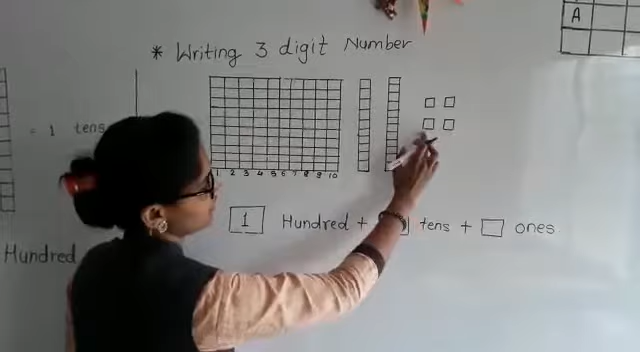 * Writing 3 digit Number
A
= 1 tens
1 2 3 4 5 6 7 8 9 10
1 Hundred + tens + ones
Hundred